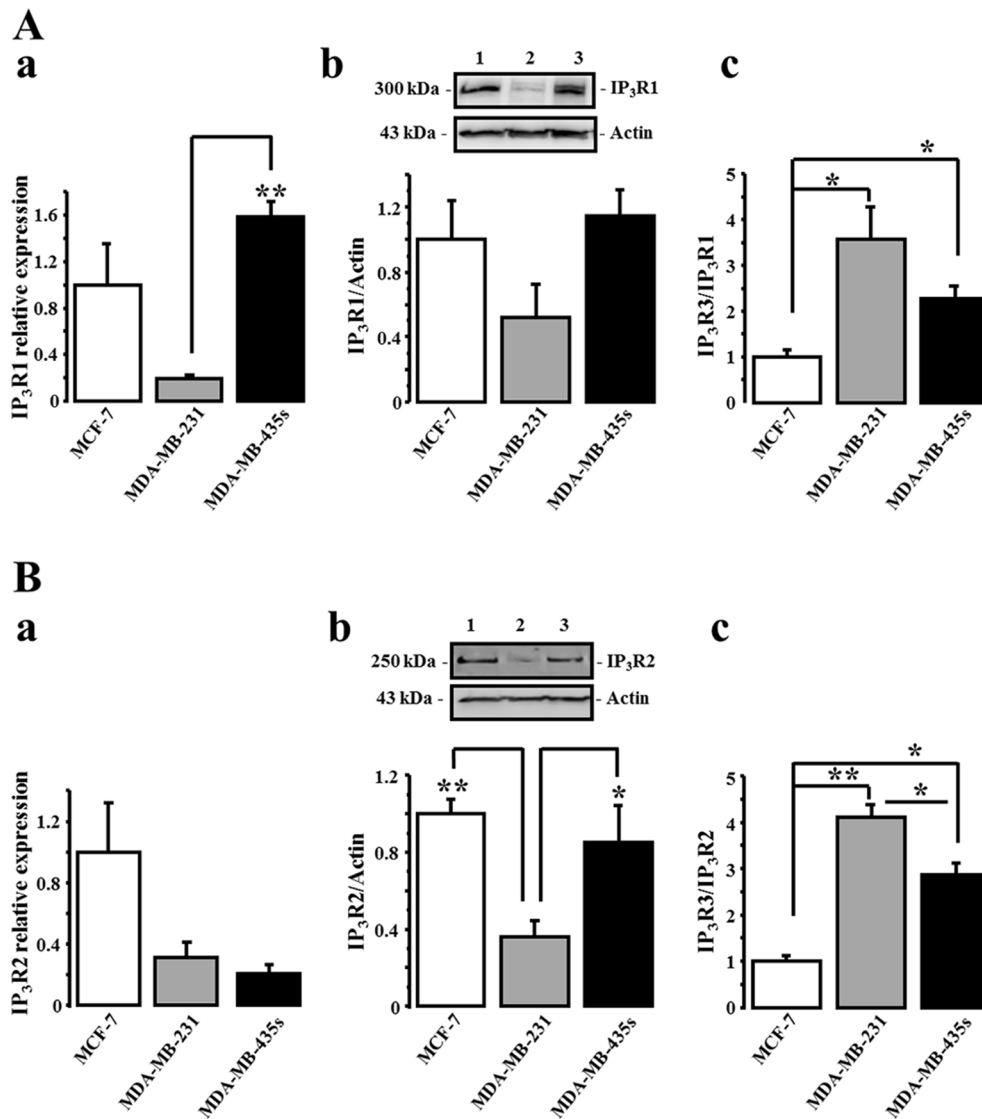 A
a
b
c
1 2 3
300 kDa - - IP₃R1
43 kDa - - Actin
IP₃R1 relative expression
1.6
1.2
0.8
0.4
0
**
MCF-7
MDA-MB-231
MDA-MB-435s
IP₃R1/Actin
1.2
0.8
0.4
0
MCF-7
MDA-MB-231
MDA-MB-435s
IP₃R3/IP₃R1
5
4
3
2
1
0
*
*
MCF-7
MDA-MB-231
MDA-MB-435s
B
a
b
c
1 2 3
250 kDa - - IP₃R2
43 kDa - - Actin
IP₃R2 relative expression
1.2
0.8
0.4
0
MCF-7
MDA-MB-231
MDA-MB-435s
IP₃R2/Actin
1.2
0.8
0.4
0
**
*
MCF-7
MDA-MB-231
MDA-MB-435s
IP₃R3/IP₃R2
5
4
3
2
1
0
*
**
*
MCF-7
MDA-MB-231
MDA-MB-435s